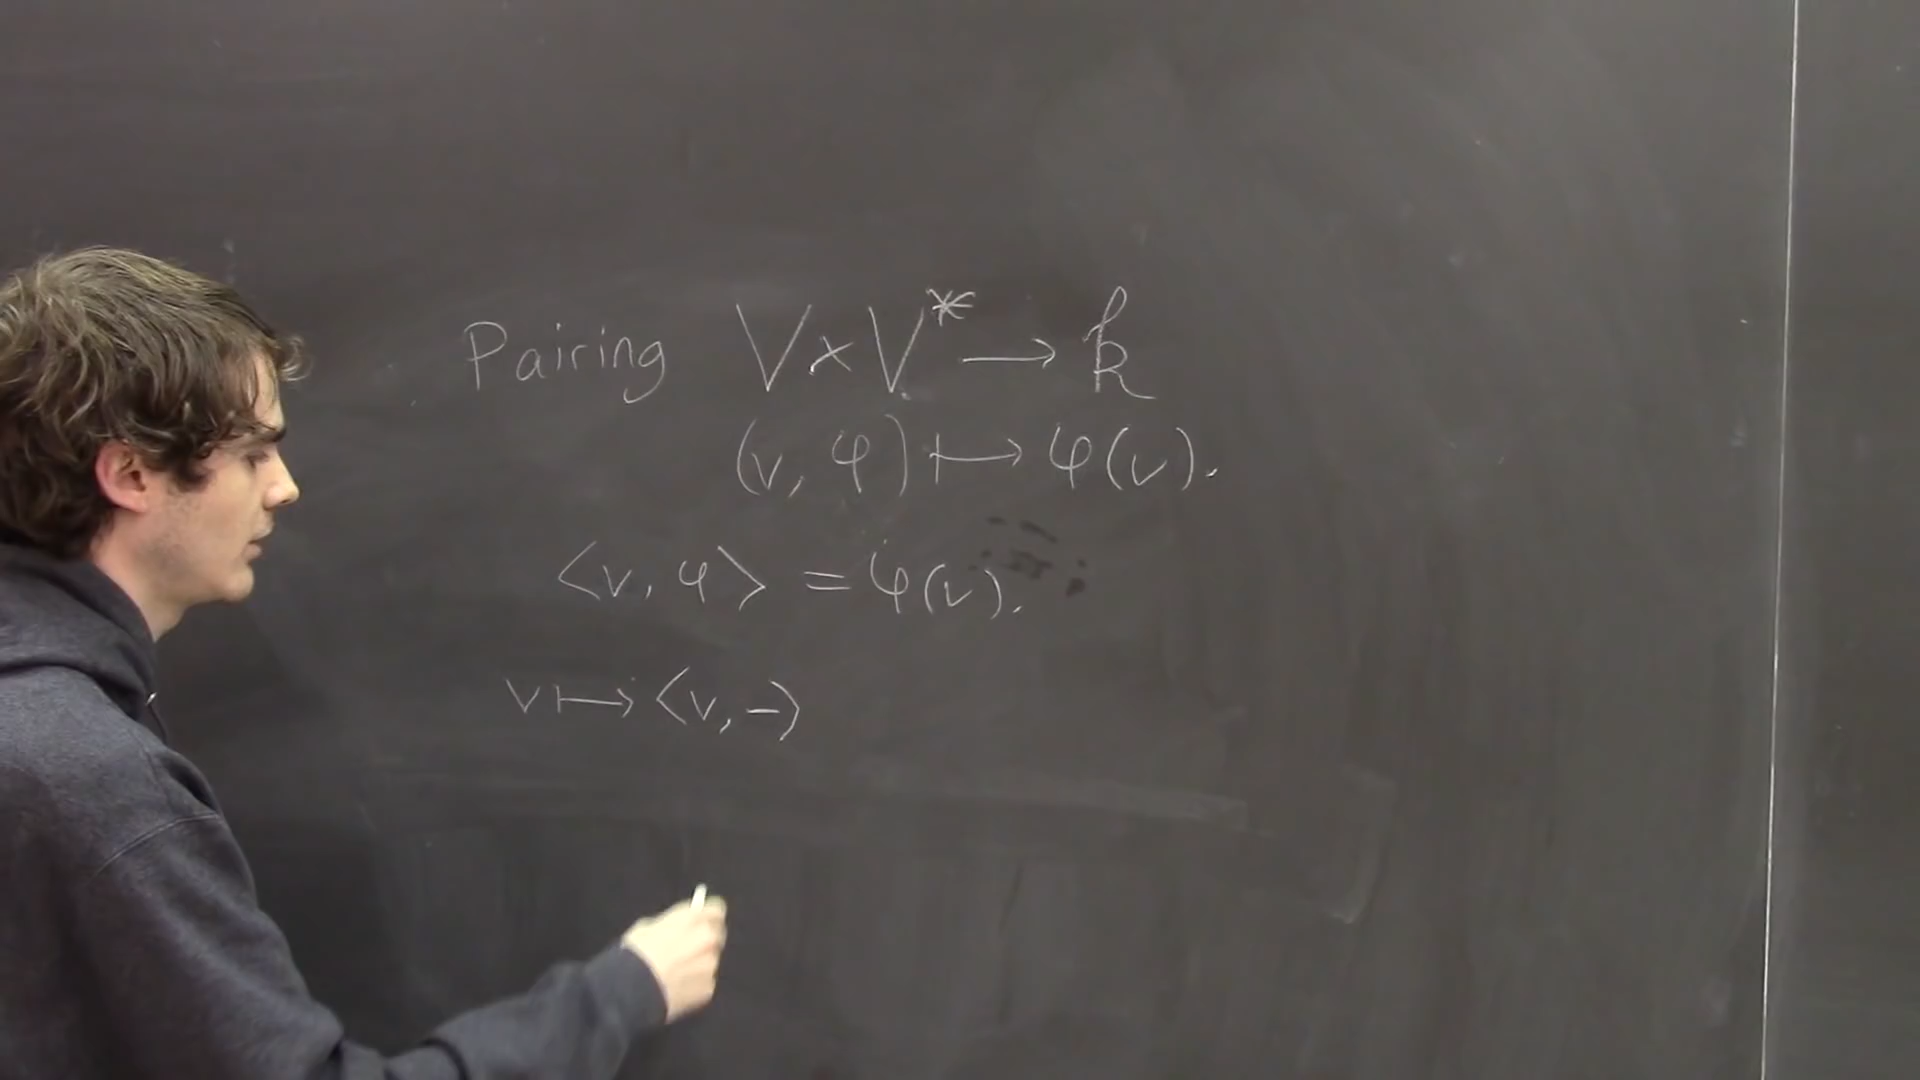 Pairing V × V* → k
(v, φ) ↦ φ(v).
⟨v, φ⟩ = φ(v).
v ↦ ⟨v, –⟩